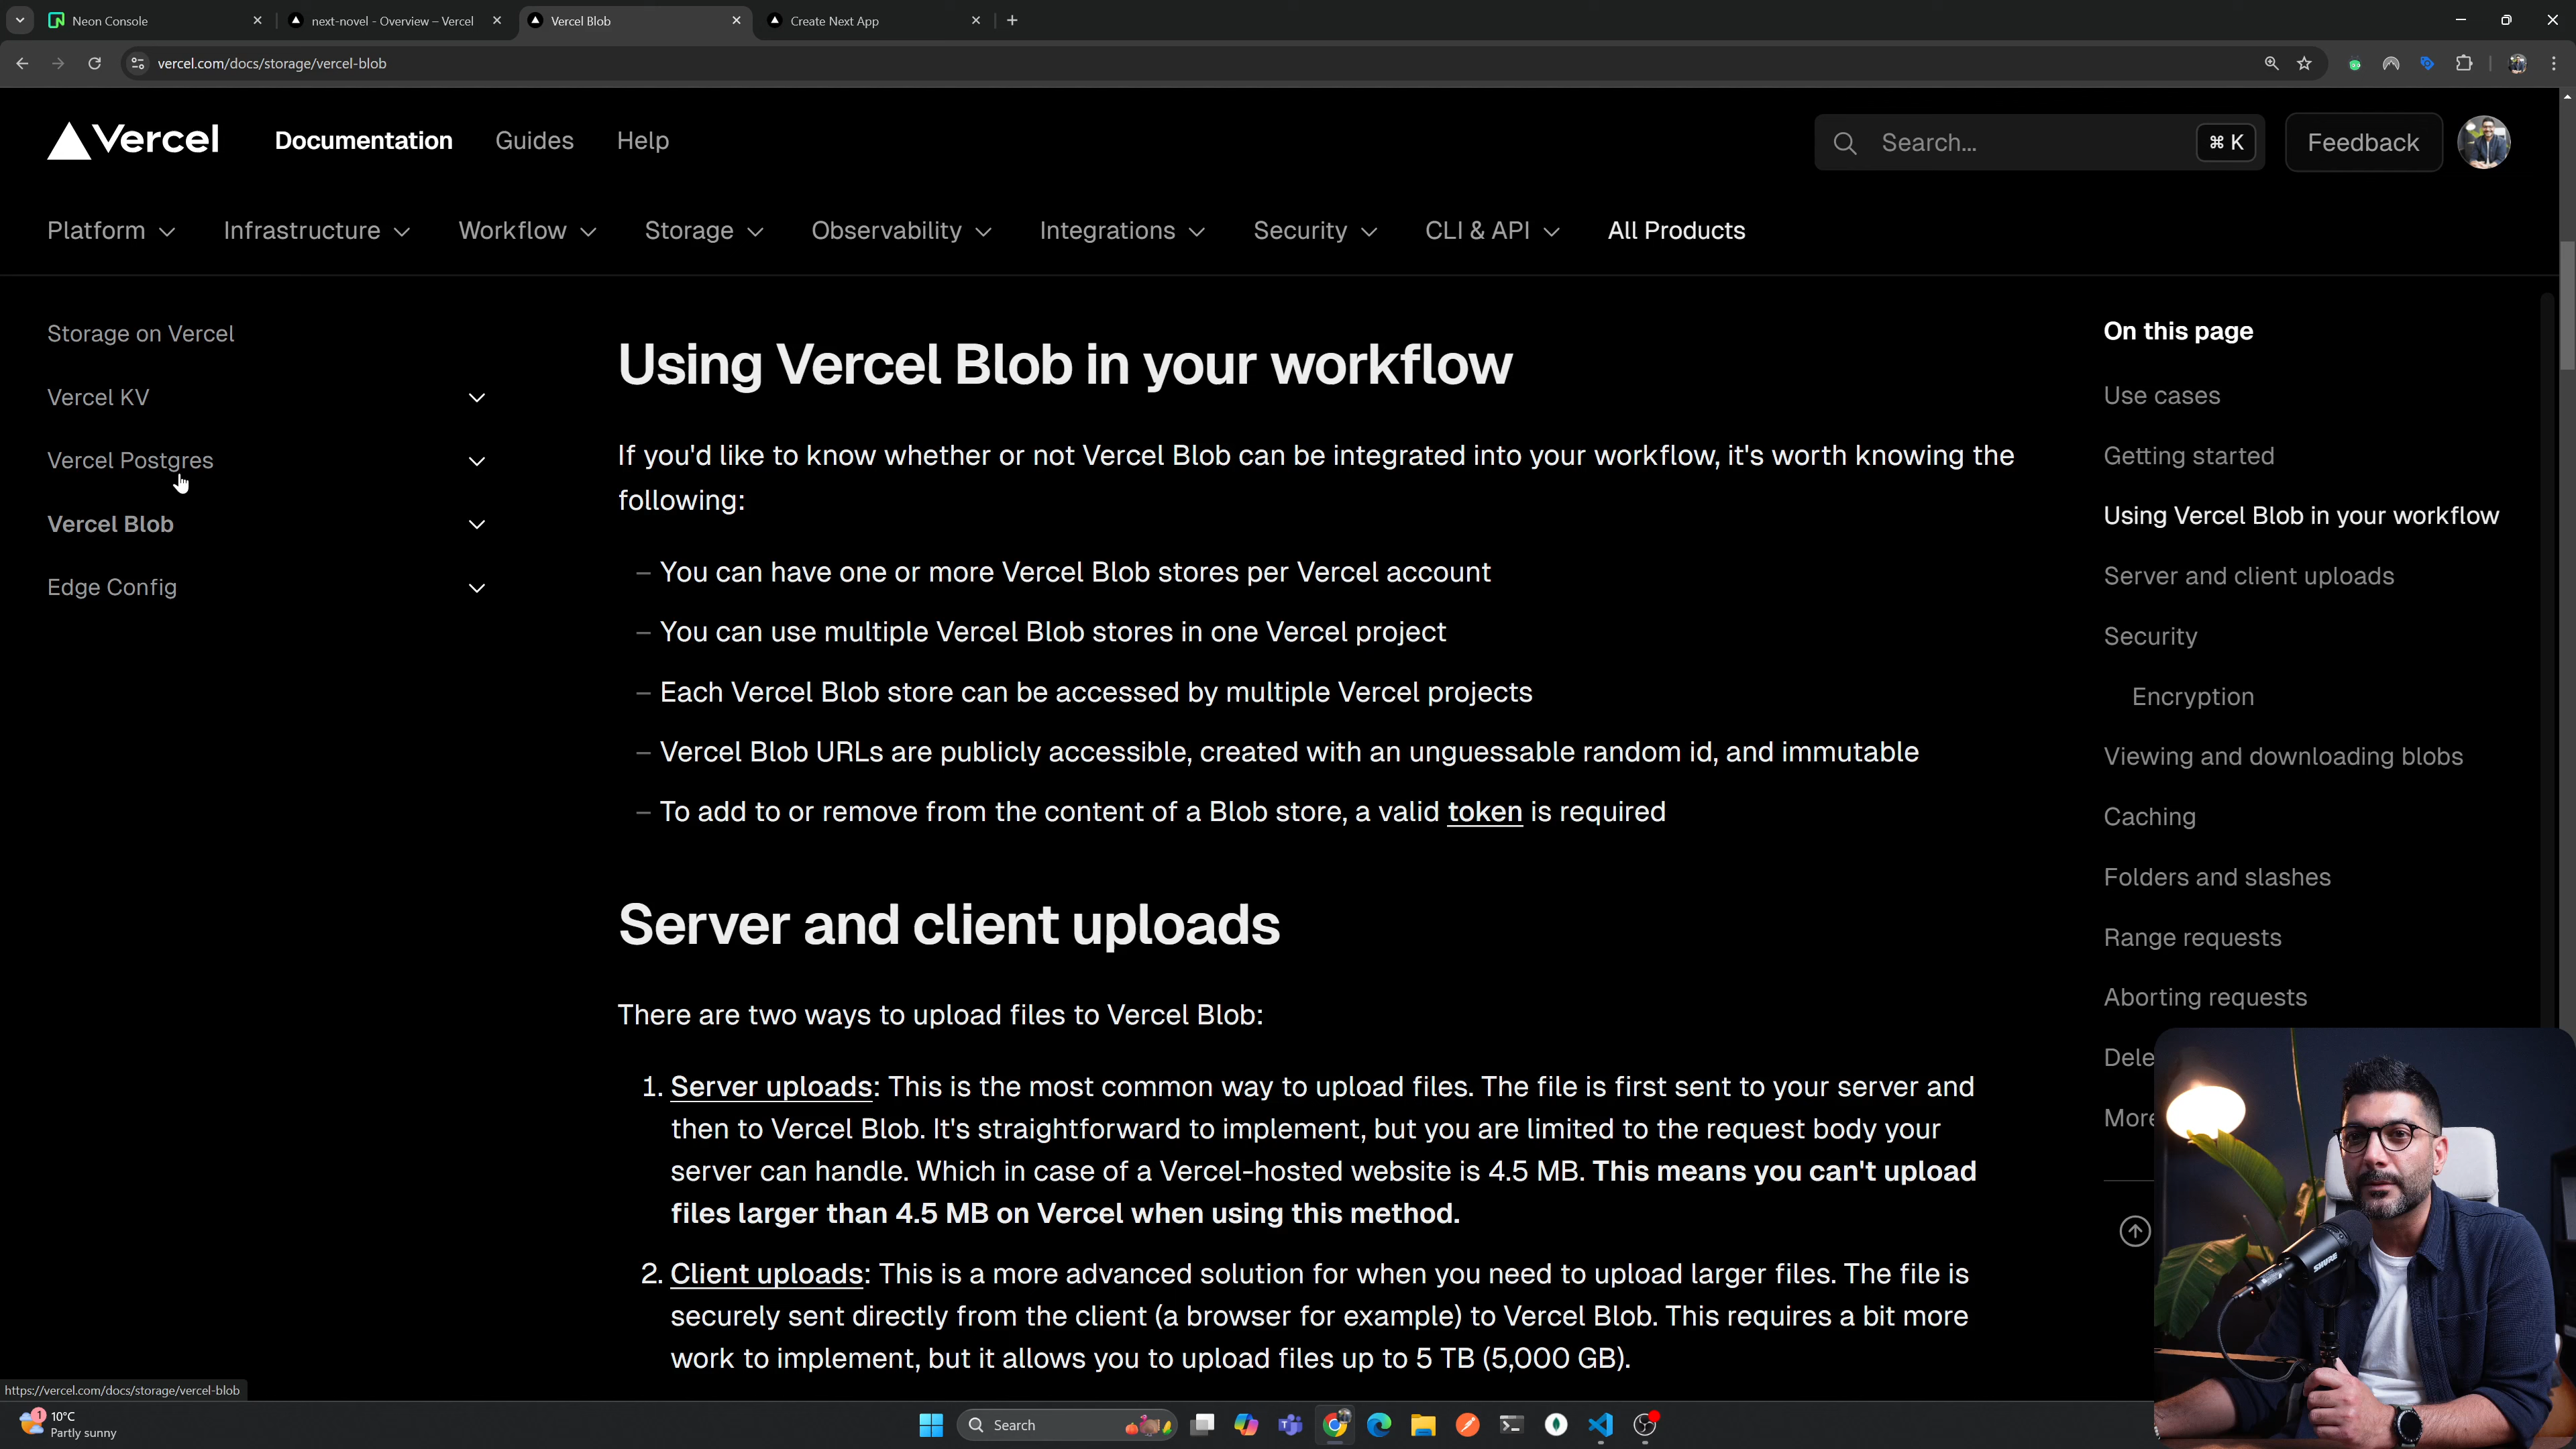 Neon Console
next-novel - Overview – Vercel
Vercel Blob
Create Next App
vercel.com/docs/storage/vercel-blob
Vercel
Documentation
Guides
Help
Search...
⌘ K
Feedback
Platform
Infrastructure
Workflow
Storage
Observability
Integrations
Security
CLI & API
All Products
Storage on Vercel
Vercel KV
Vercel Postgres
Vercel Blob
Edge Config
Using Vercel Blob in your workflow
If you'd like to know whether or not Vercel Blob can be integrated into your workflow, it's worth knowing the
following:
– You can have one or more Vercel Blob stores per Vercel account
– You can use multiple Vercel Blob stores in one Vercel project
– Each Vercel Blob store can be accessed by multiple Vercel projects
– Vercel Blob URLs are publicly accessible, created with an unguessable random id, and immutable
– To add to or remove from the content of a Blob store, a valid token is required
Server and client uploads
There are two ways to upload files to Vercel Blob:
1. Server uploads: This is the most common way to upload files. The file is first sent to your server and
then to Vercel Blob. It's straightforward to implement, but you are limited to the request body your
server can handle. Which in case of a Vercel-hosted website is 4.5 MB. This means you can't upload
files larger than 4.5 MB on Vercel when using this method.
2. Client uploads: This is a more advanced solution for when you need to upload larger files. The file is
securely sent directly from the client (a browser for example) to Vercel Blob. This requires a bit more
work to implement, but it allows you to upload files up to 5 TB (5,000 GB).
On this page
Use cases
Getting started
Using Vercel Blob in your workflow
Server and client uploads
Security
Encryption
Viewing and downloading blobs
Caching
Folders and slashes
Range requests
Aborting requests
Dele
More
SHURE
https://vercel.com/docs/storage/vercel-blob
1
10°C
Partly sunny
Search